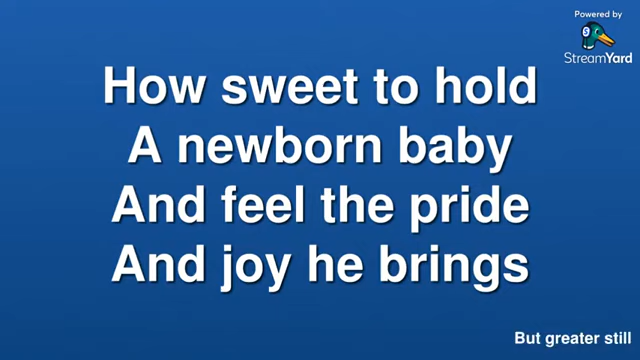 Powered by
StreamYard
How sweet to hold
A newborn baby
And feel the pride
And joy he brings
But greater still